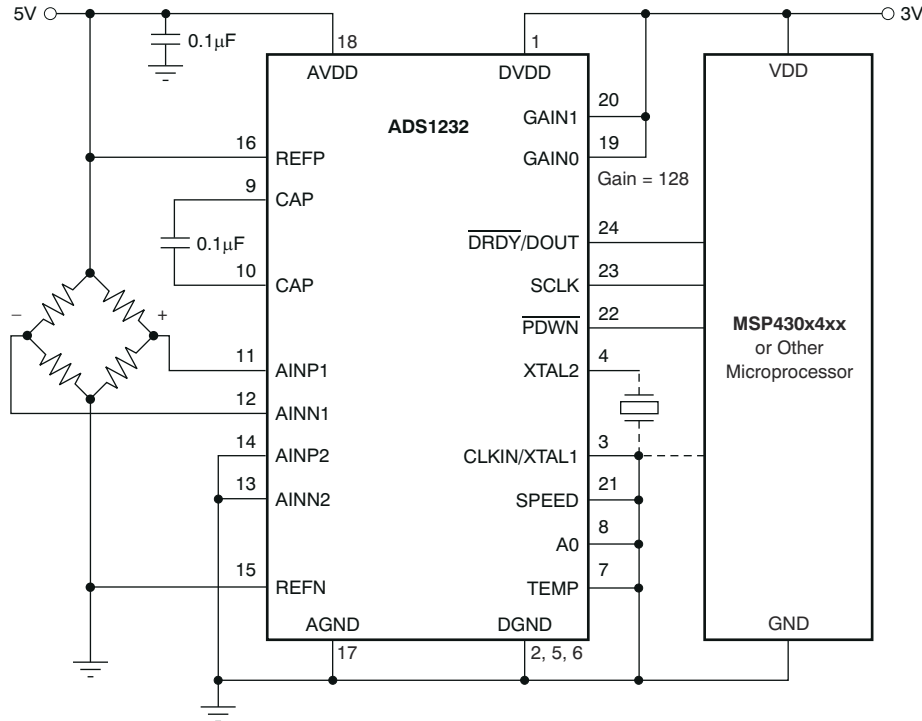 5V
3V
0.1µF
18
1
AVDD
DVDD
VDD
ADS1232
20
GAIN1
16
REFP
19
GAIN0
Gain = 128
9
CAP
0.1µF
24
DRDY/DOUT
10
CAP
23
SCLK
22
PDWN
MSP430x4xx
or Other
Microprocessor
−
+
11
AINP1
4
XTAL2
12
AINN1
14
AINP2
3
CLKIN/XTAL1
13
AINN2
21
SPEED
8
A0
15
REFN
7
TEMP
AGND
DGND
GND
17
2, 5, 6